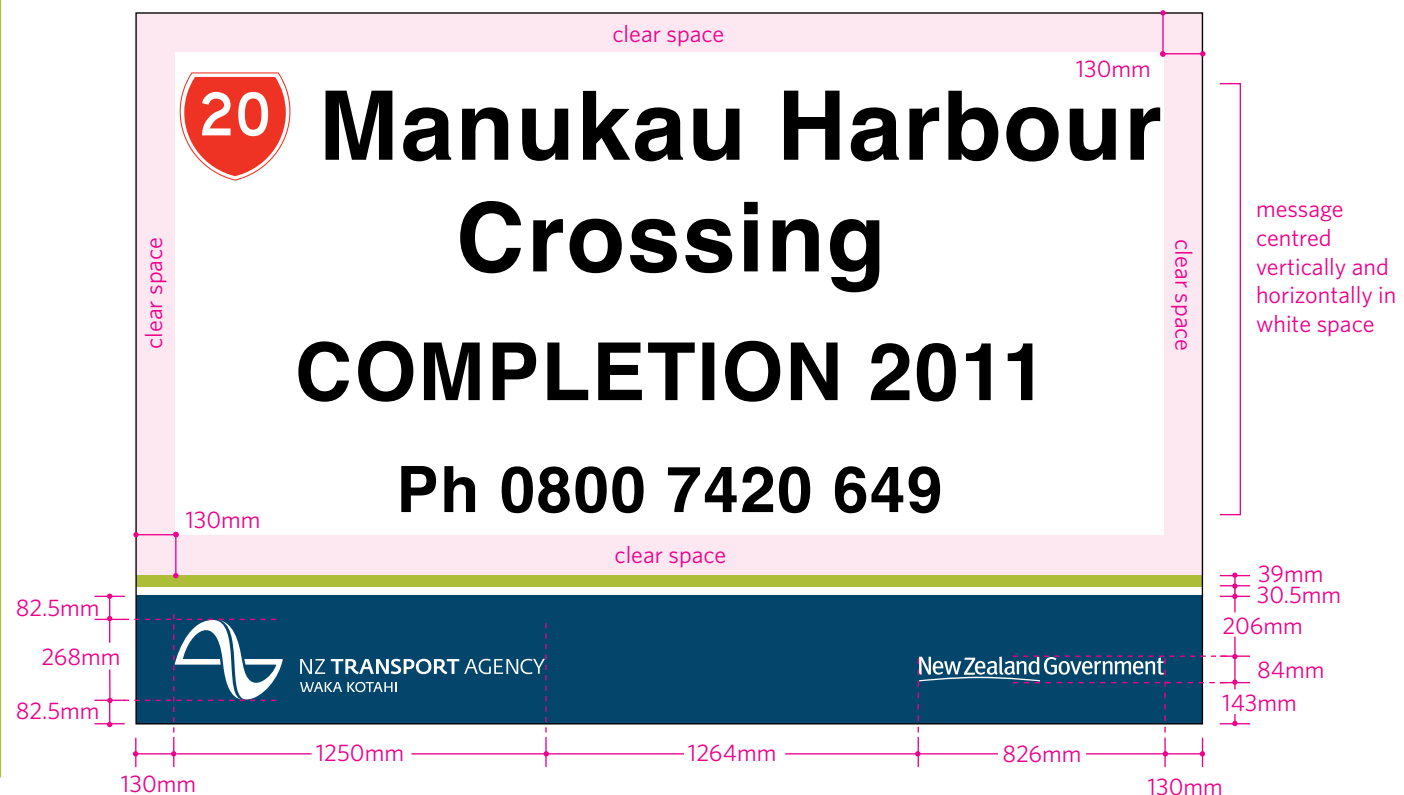 clear space
130mm
20 Manukau Harbour
Crossing
COMPLETION 2011
Ph 0800 7420 649
clear space
clear space
message
centred
vertically and
horizontally in
white space
130mm
clear space
39mm
30.5mm
206mm
84mm
143mm
82.5mm
268mm
82.5mm
NZ TRANSPORT AGENCY
WAKA KOTAHI
New Zealand Government
130mm
1250mm
1264mm
826mm
130mm